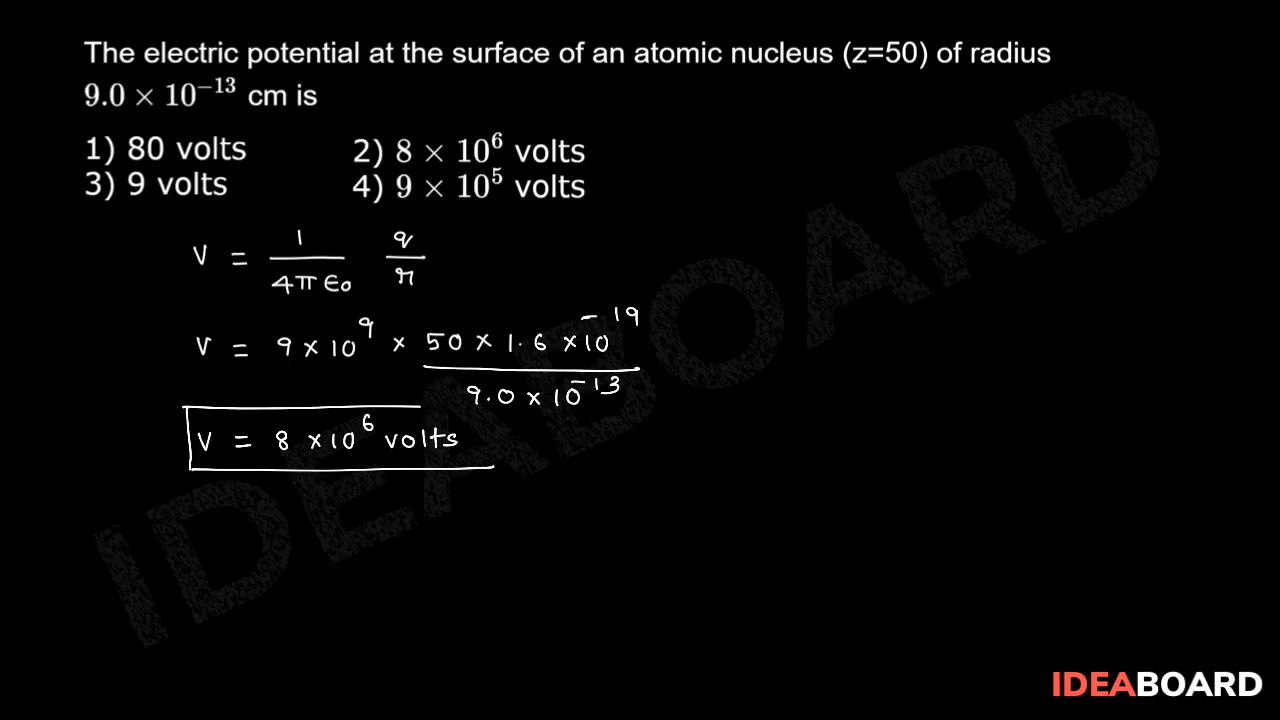 The electric potential at the surface of an atomic nucleus (z=50) of radius
9.0 × 10⁻¹³ cm is
1) 80 volts 2) 8 × 10⁶ volts
3) 9 volts 4) 9 × 10⁵ volts
V = 1/(4π ε₀) q/r
V = 9 × 10⁹ × (50 × 1.6 × 10⁻¹⁹)/(9.0 × 10⁻¹³)
V = 8 × 10⁶ volts
IDEABOARD
IDEABOARD